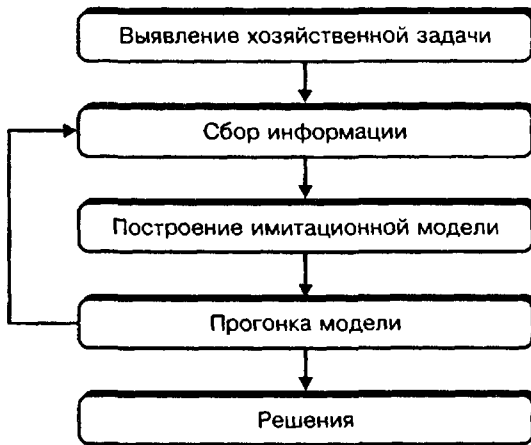 Выявление хозяйственной задачи
Сбор информации
Построение имитационной модели
Прогонка модели
Решения